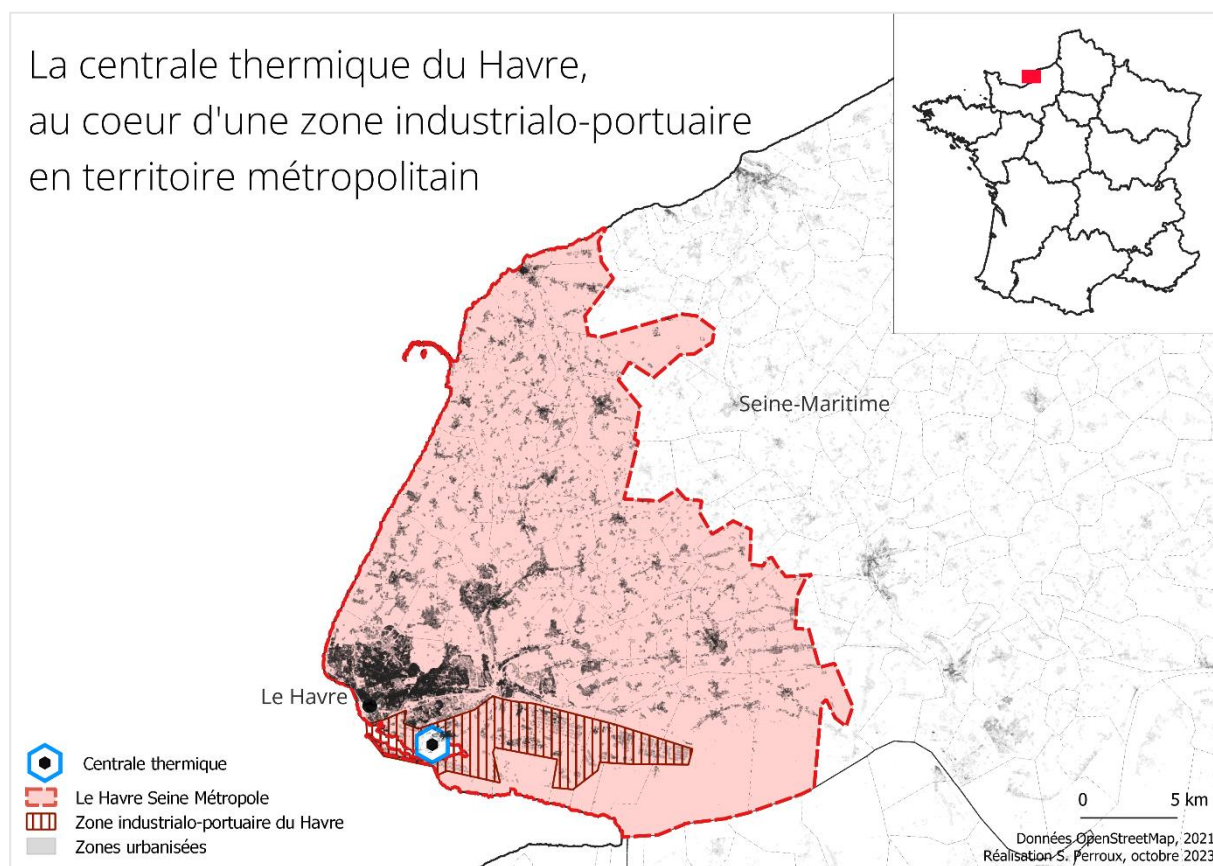 La centrale thermique du Havre,
au coeur d'une zone industrialo-portuaire
en territoire métropolitain
Seine-Maritime
Le Havre
Centrale thermique
Le Havre Seine Métropole
Zone industrialo-portuaire du Havre
Zones urbanisées
0 5 km
Données OpenStreetMap, 2021
Réalisation S. Perroux, octobre 2023